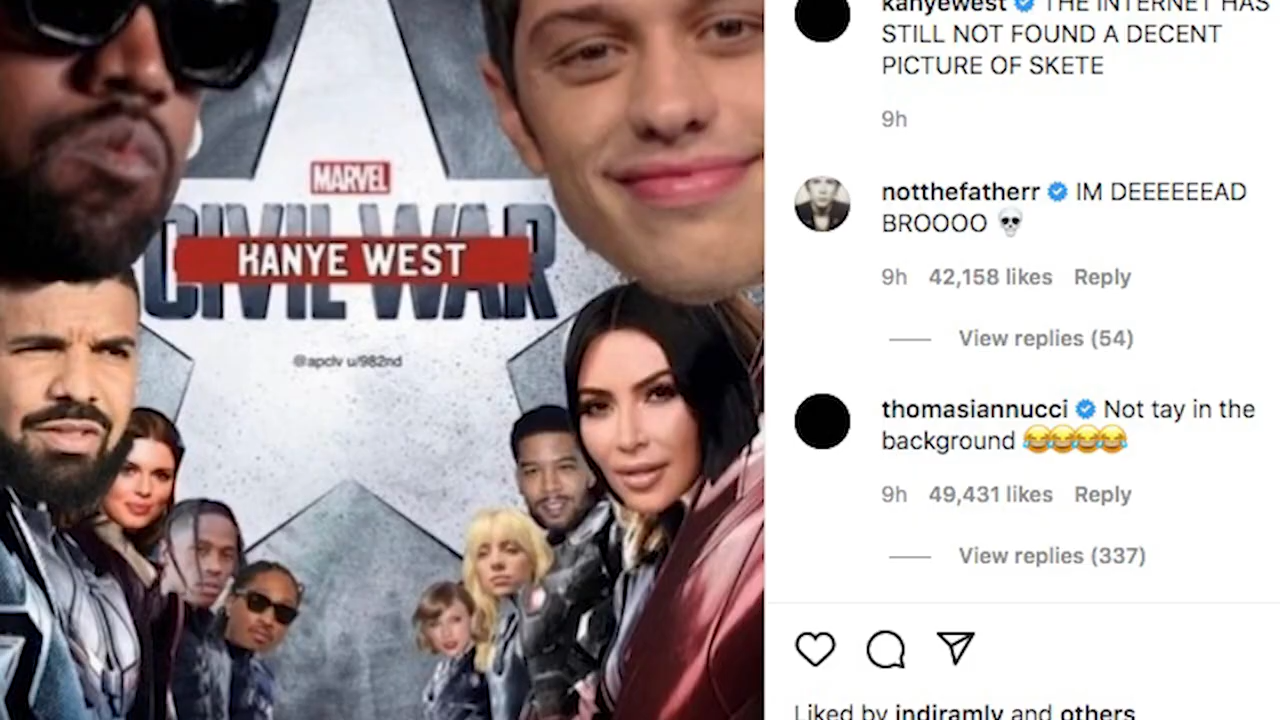 MARVEL
CIVIL WAR
KANYE WEST
@apclv u/982nd
kanyewest THE INTERNET HAS
STILL NOT FOUND A DECENT
PICTURE OF SKETE
9h
notthefatherr IM DEEEEEEAD
BROOOO 💀
9h 42,158 likes Reply
View replies (54)
thomasiannucci Not tay in the
background 😂😂😂😂
9h 49,431 likes Reply
View replies (337)
Liked by indiramly and others